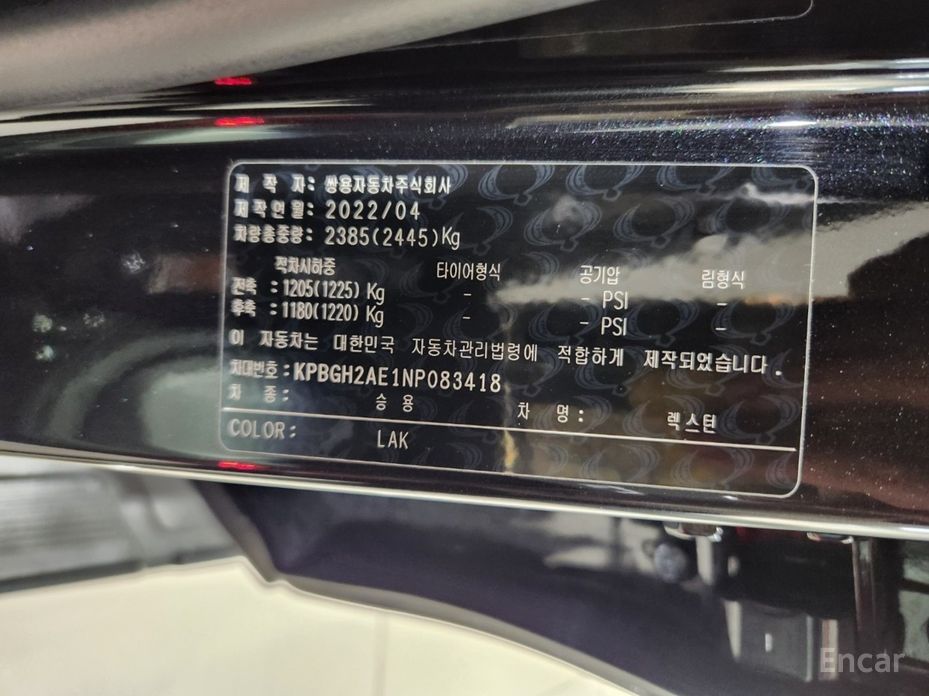 제 작 자: 쌍용자동차주식회사
제작연월: 2022/04
차량총중량: 2385(2445)Kg
적차시하중 타이어형식 공기압 림형식
전축 : 1205(1225) Kg - - PSI -
후축 : 1180(1220) Kg - - PSI -
이 자동차는 대한민국 자동차관리법령에 적합하게 제작되었습니다.
차대번호: KPBGH2AE1NP083418
차 종: 승 용 차 명: 렉스턴
COLOR: LAK
Encar